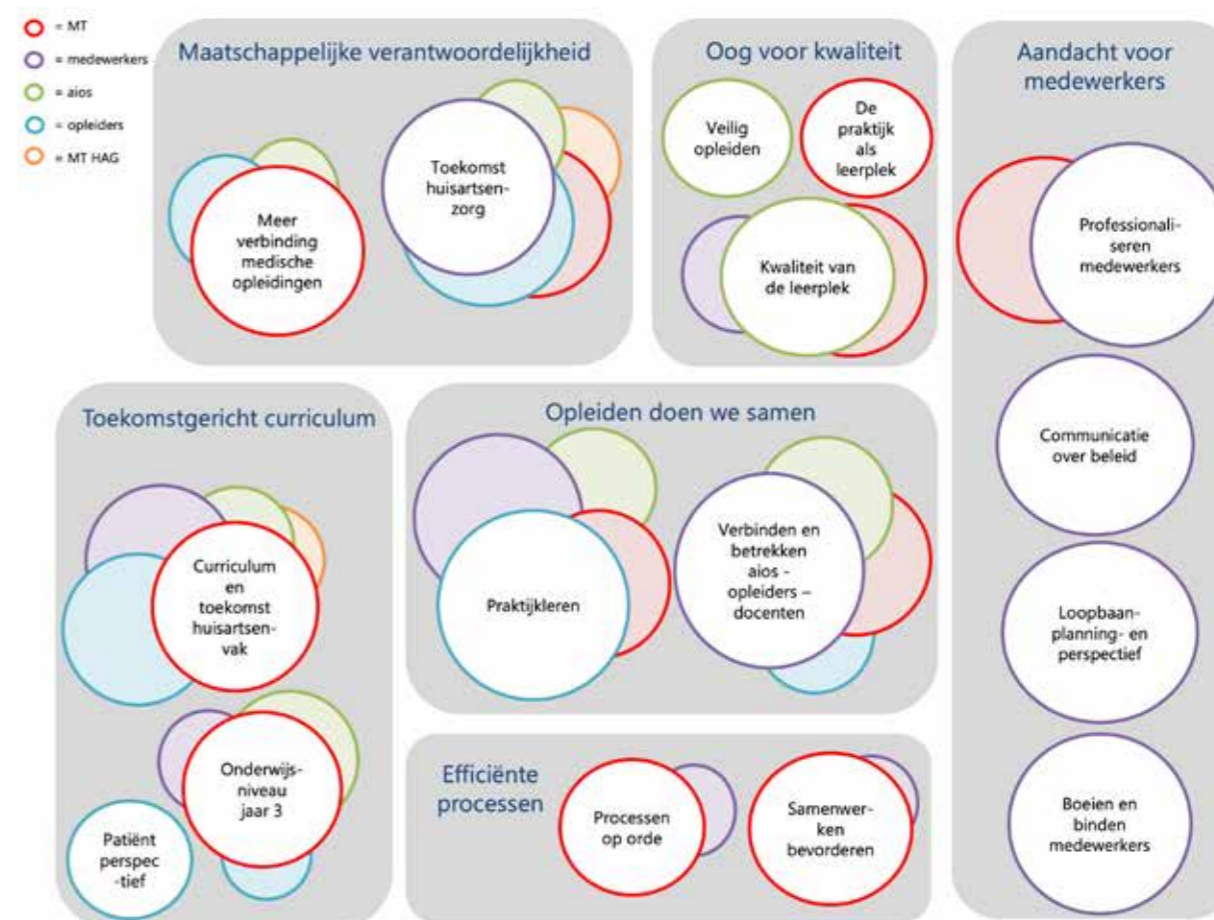 = MT
= medewerkers
= aios
= opleiders
= MT HAG
Maatschappelijke verantwoordelijkheid
Meer
verbinding
medische
opleidingen
Toekomst
huisartsen-
zorg
Oog voor kwaliteit
Veilig
opleiden
De
praktijk
als
leerplek
Kwaliteit van
de leerplek
Aandacht voor
medewerkers
Professionali-
seren
medewerkers
Communicatie
over beleid
Loopbaan-
planning- en
perspectief
Boeien en
binden
medewerkers
Toekomstgericht curriculum
Curriculum
en
toekomst
huisartsen-
vak
Onderwijs-
niveau
jaar 3
Patiënt
perspec
-tief
Opleiden doen we samen
Praktijkleren
Verbinden en
betrekken
aios -
opleiders –
docenten
Efficiënte
processen
Processen
op orde
Samenwer-
ken
bevorderen